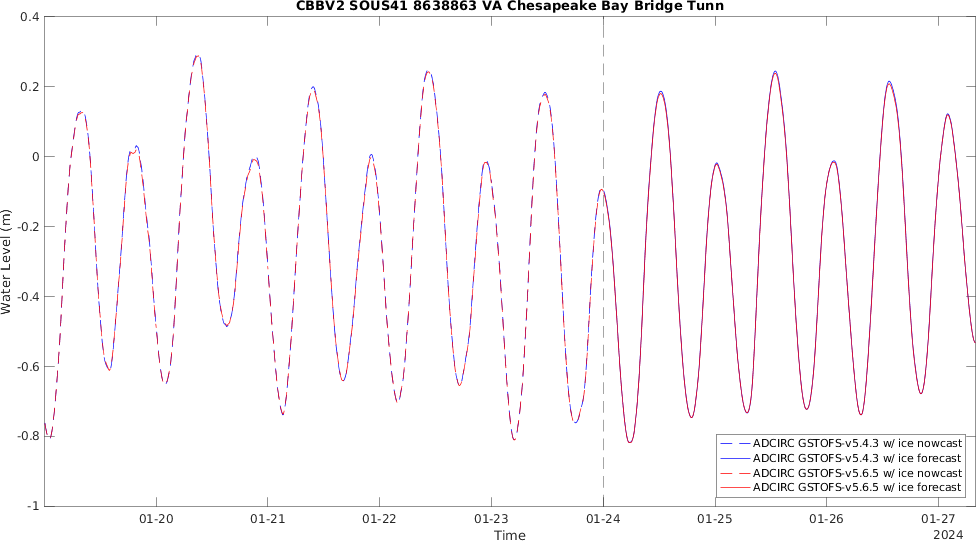 CBBV2 SOUS41 8638863 VA Chesapeake Bay Bridge Tunn
0.4
0.2
0
-0.2
-0.4
-0.6
-0.8
-1
Water Level (m)
01-20
01-21
01-22
01-23
01-24
01-25
01-26
01-27
Time
2024
ADCIRC GSTOFS-v5.4.3 w/ ice nowcast
ADCIRC GSTOFS-v5.4.3 w/ ice forecast
ADCIRC GSTOFS-v5.6.5 w/ ice nowcast
ADCIRC GSTOFS-v5.6.5 w/ ice forecast